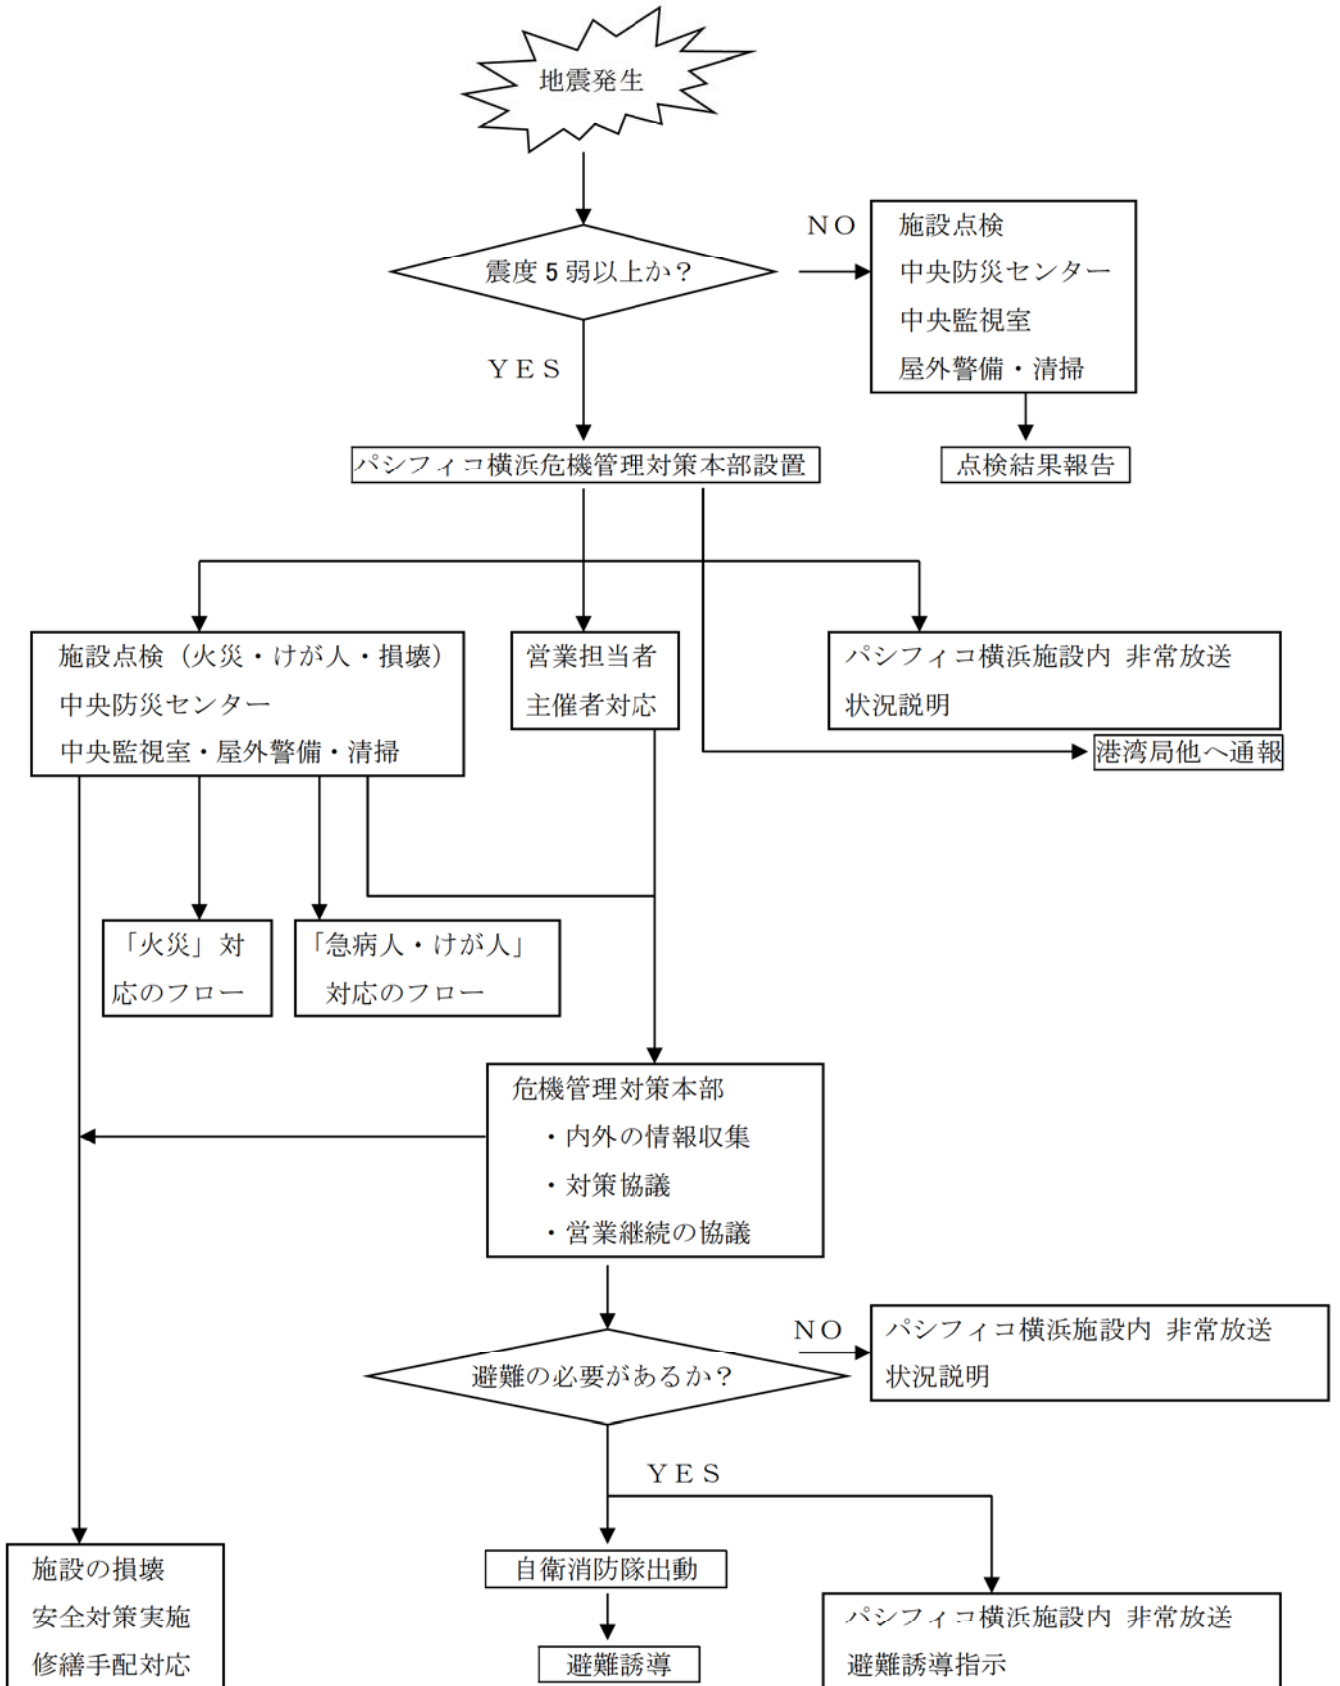 地震発生
震度5弱以上か？
NO
施設点検
中央防災センター
中央監視室
屋外警備・清掃
YES
パシフィコ横浜危機管理対策本部設置
点検結果報告
施設点検（火災・けが人・損壊）
中央防災センター
中央監視室・屋外警備・清掃
営業担当者
主催者対応
パシフィコ横浜施設内 非常放送
状況説明
港湾局他へ通報
「火災」対
応のフロー
「急病人・けが人」
対応のフロー
危機管理対策本部
・内外の情報収集
・対策協議
・営業継続の協議
避難の必要があるか？
NO
パシフィコ横浜施設内 非常放送
状況説明
YES
施設の損壊
安全対策実施
修繕手配対応
自衛消防隊出動
避難誘導
パシフィコ横浜施設内 非常放送
避難誘導指示